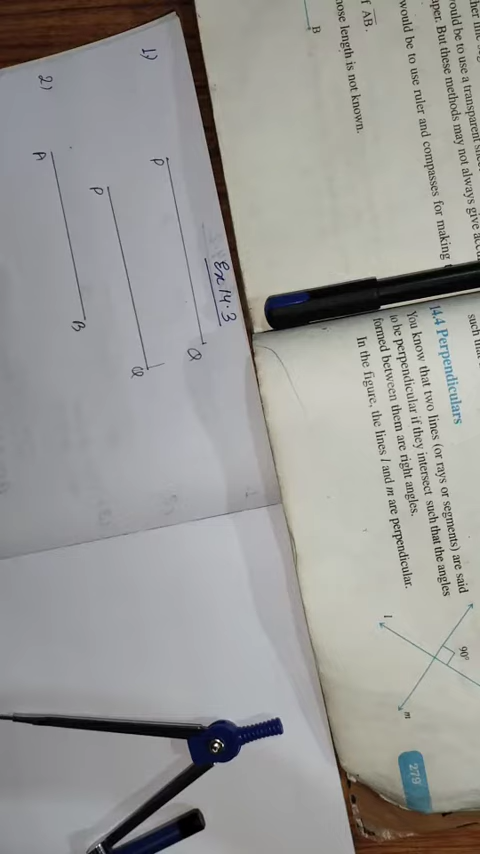 Ex 14.3
1)
P
Q
P
Q
2)
A
B
B
f AB.
hose length is not known.
would be to use a transparent
per. But these methods may not always give
would be to use ruler and compasses for making
such
14.4 Perpendiculars
You know that two lines (or rays or segments) are said
to be perpendicular if they intersect such that the angles
formed between them are right angles.
In the figure, the lines l and m are perpendicular.
90°
l
m
279